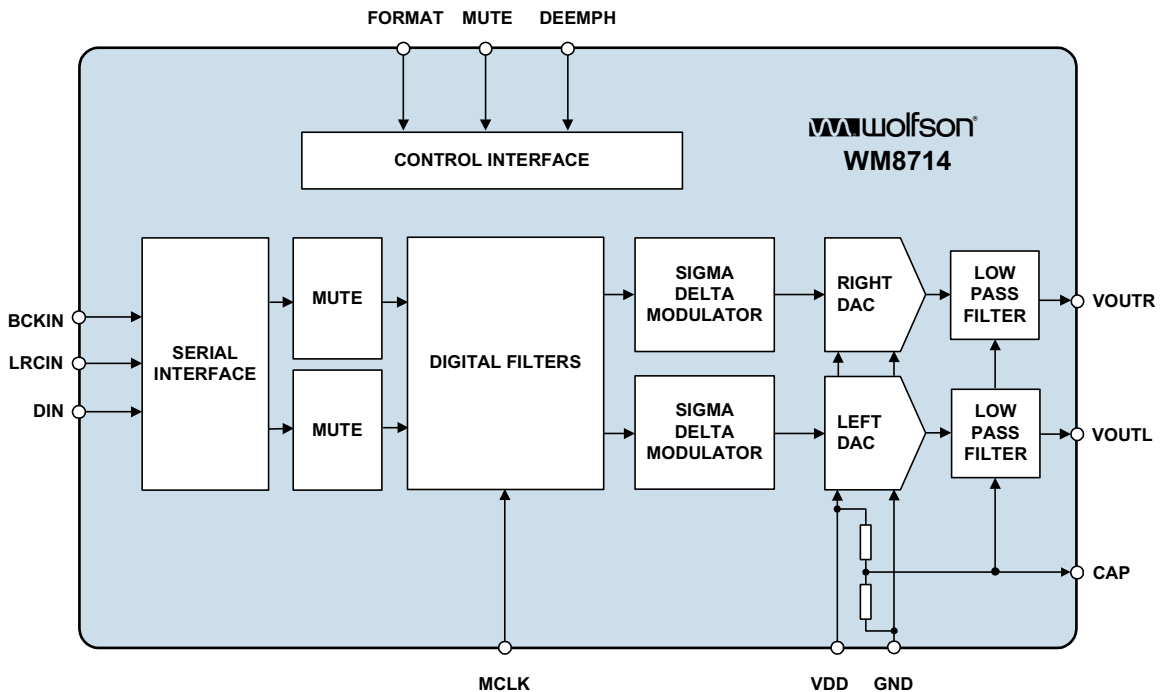 FORMAT MUTE DEEMPH
wolfson®
WM8714
CONTROL INTERFACE
BCKIN
LRCIN
DIN
SERIAL
INTERFACE
MUTE
MUTE
DIGITAL FILTERS
SIGMA
DELTA
MODULATOR
SIGMA
DELTA
MODULATOR
RIGHT
DAC
LEFT
DAC
LOW
PASS
FILTER
LOW
PASS
FILTER
VOUTR
VOUTL
CAP
MCLK VDD GND